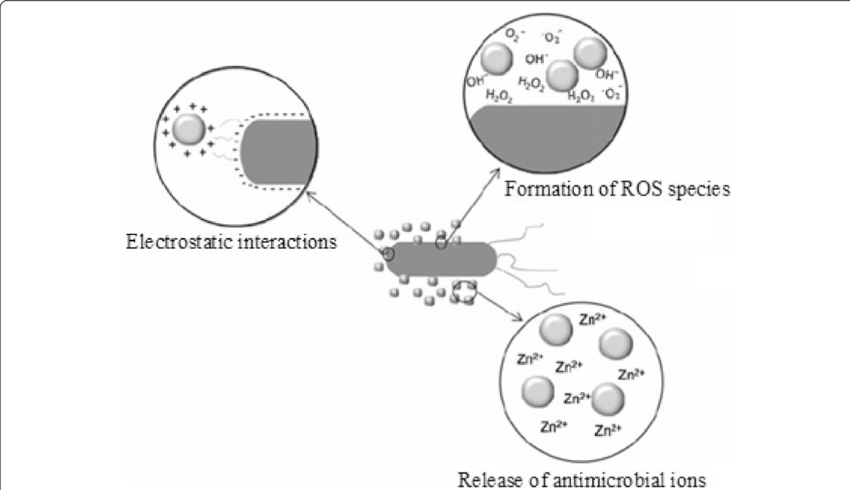 O₂⁻ ·O₂⁻
OH⁻
OH⁻ H₂O₂ OH⁻
H₂O₂ H₂O₂ ·O₂⁻
+ + + + + + + + + + +
Formation of ROS species
Electrostatic interactions
Zn²⁺
Zn²⁺ Zn²⁺ Zn²⁺
Zn²⁺
Zn²⁺ Zn²⁺
Release of antimicrobial ions